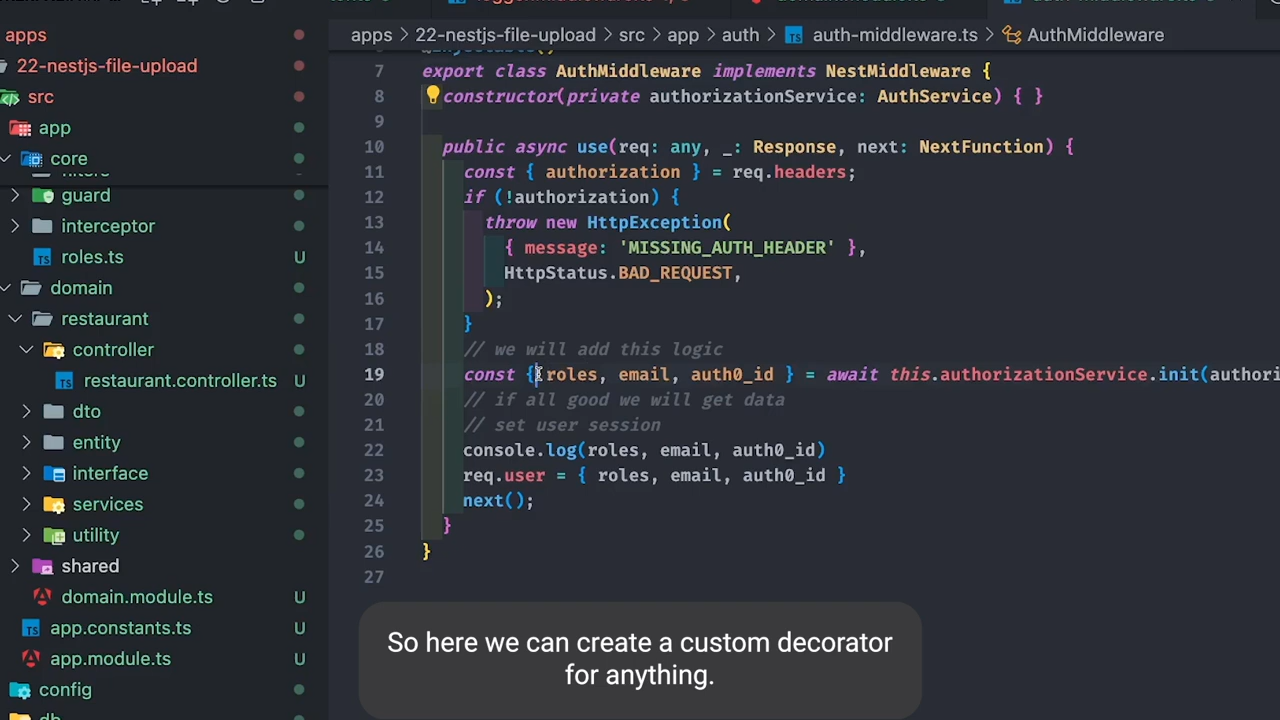 apps
22-nestjs-file-upload
src
app
core
guard
interceptor
roles.ts U
domain
restaurant
controller
restaurant.controller.ts U
dto
entity
interface
services
utility
shared
domain.module.ts U
app.constants.ts U
app.module.ts U
config
apps > 22-nestjs-file-upload > src > app > auth > TS auth-middleware.ts > AuthMiddleware
7 export class AuthMiddleware implements NestMiddleware {
8 constructor(private authorizationService: AuthService) { }
9
10 public async use(req: any, _: Response, next: NextFunction) {
11 const { authorization } = req.headers;
12 if (!authorization) {
13 throw new HttpException(
14 { message: 'MISSING_AUTH_HEADER' },
15 HttpStatus.BAD_REQUEST,
16 );
17 }
18 // we will add this logic
19 const { roles, email, auth0_id } = await this.authorizationService.init(authori
20 // if all good we will get data
21 // set user session
22 console.log(roles, email, auth0_id)
23 req.user = { roles, email, auth0_id }
24 next();
25 }
26 }
27
So here we can create a custom decorator
for anything.